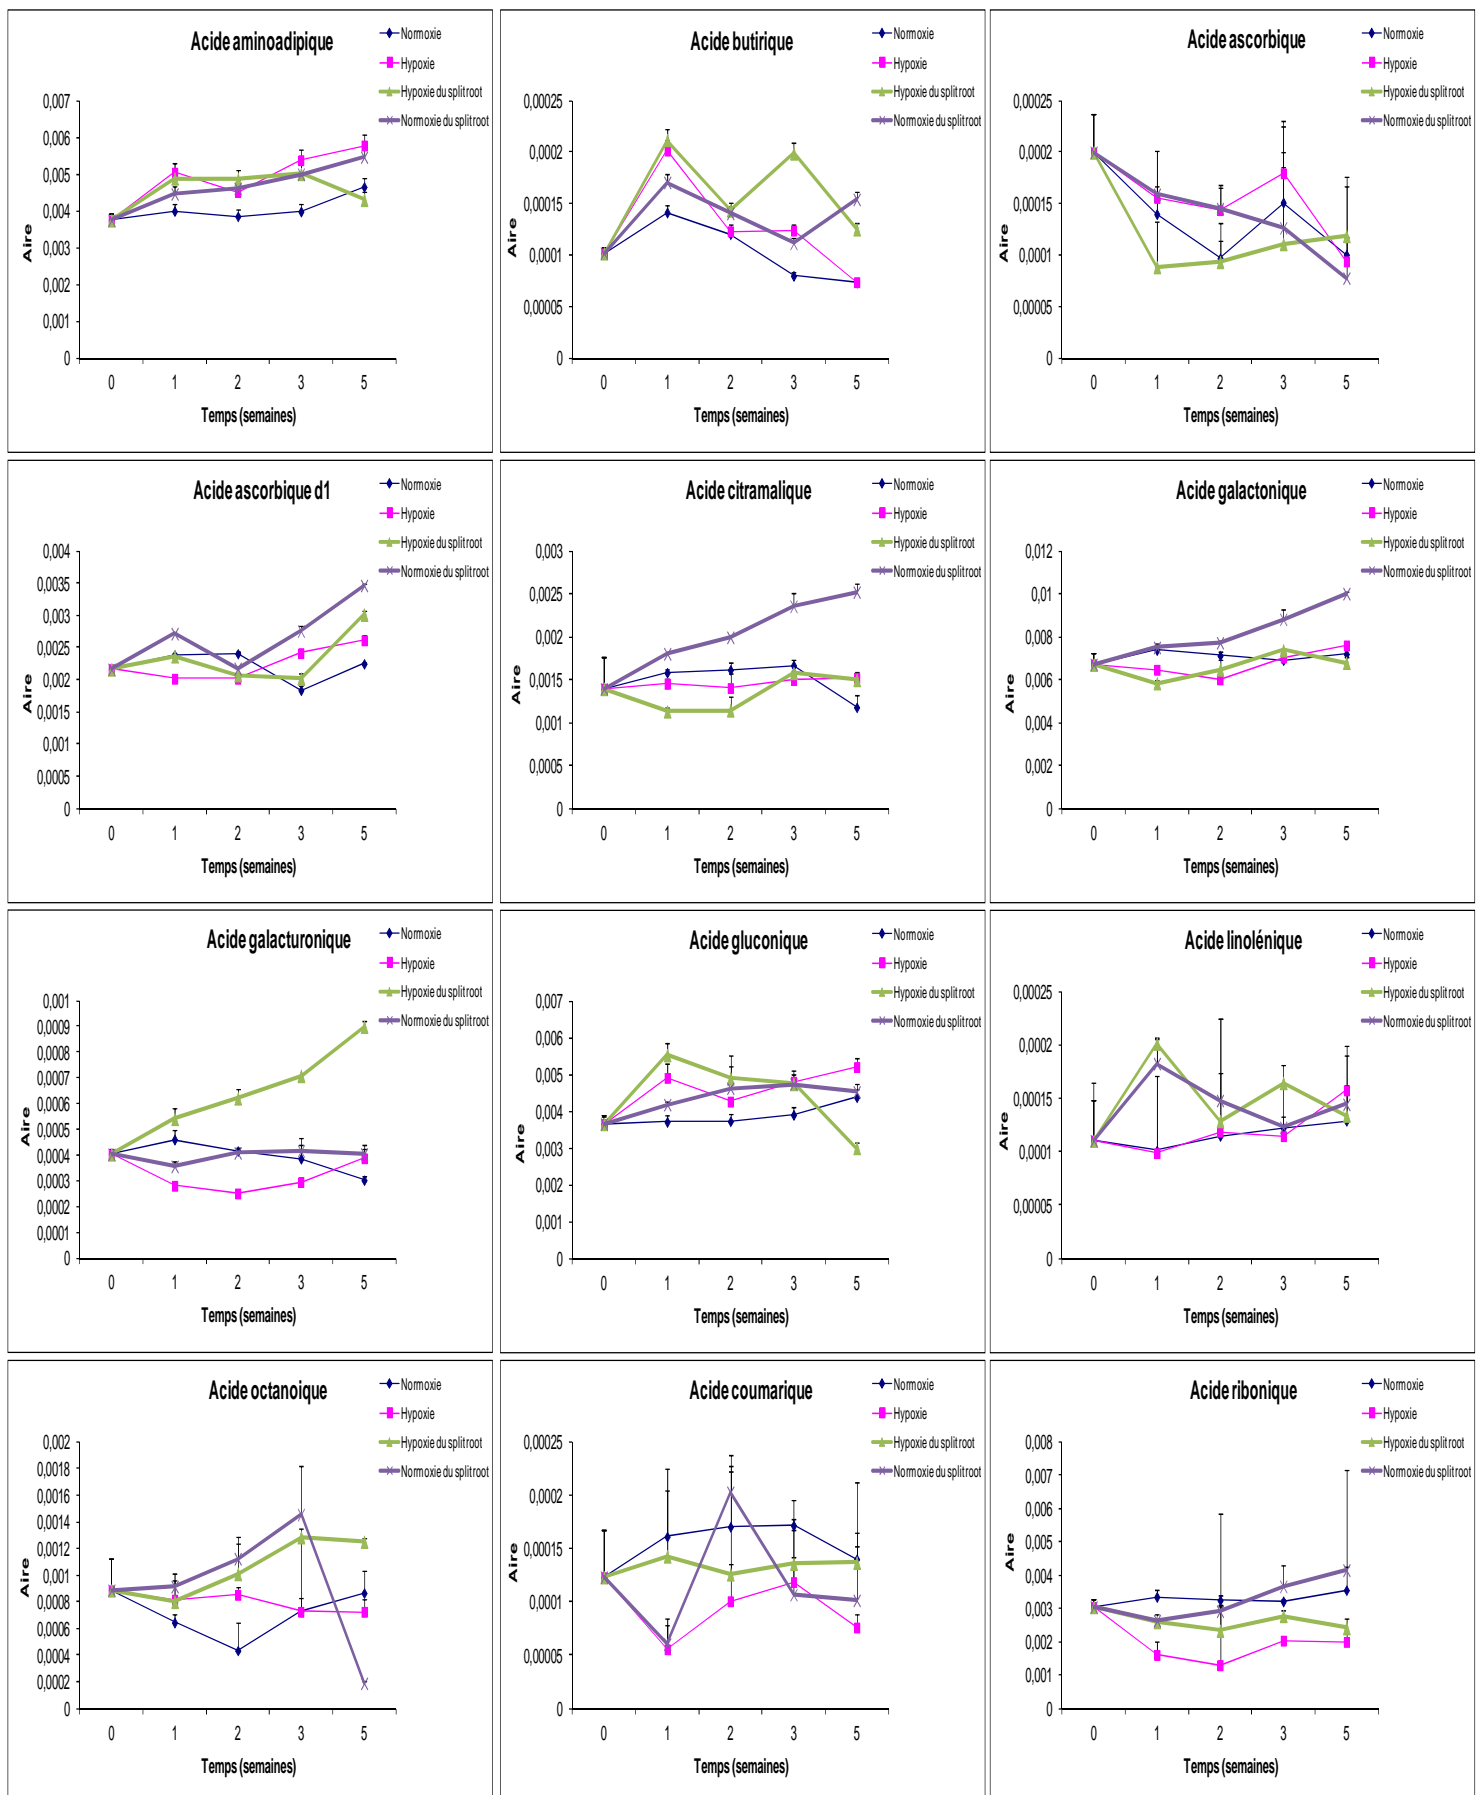 Acide aminoadipique
Normoxie
Hypoxie
Hypoxie du splitroot
Normoxie du splitroot
0,007
0,006
0,005
0,004
0,003
0,002
0,001
0
Aire
0 1 2 3 5
Temps (semaines)
Acide butirique
Normoxie
Hypoxie
Hypoxie du splitroot
Normoxie du splitroot
0,00025
0,0002
0,00015
0,0001
0,00005
0
Aire
0 1 2 3 5
Temps (semaines)
Acide ascorbique
Normoxie
Hypoxie
Hypoxie du splitroot
Normoxie du splitroot
0,00025
0,0002
0,00015
0,0001
0,00005
0
Aire
0 1 2 3 5
Temps (semaines)
Acide ascorbique d1
Normoxie
Hypoxie
Hypoxie du splitroot
Normoxie du splitroot
0,004
0,0035
0,003
0,0025
0,002
0,0015
0,001
0,0005
0
Aire
0 1 2 3 5
Temps (semaines)
Acide citramalique
Normoxie
Hypoxie
Hypoxie du splitroot
Normoxie du splitroot
0,003
0,0025
0,002
0,0015
0,001
0,0005
0
Aire
0 1 2 3 5
Temps (semaines)
Acide galactonique
Normoxie
Hypoxie
Hypoxie du splitroot
Normoxie du splitroot
0,012
0,01
0,008
0,006
0,004
0,002
0
Aire
0 1 2 3 5
Temps (semaines)
Acide galacturonique
Normoxie
Hypoxie
Hypoxie du splitroot
Normoxie du splitroot
0,001
0,0009
0,0008
0,0007
0,0006
0,0005
0,0004
0,0003
0,0002
0,0001
0
Aire
0 1 2 3 5
Temps (semaines)
Acide gluconique
Normoxie
Hypoxie
Hypoxie du splitroot
Normoxie du splitroot
0,007
0,006
0,005
0,004
0,003
0,002
0,001
0
Aire
0 1 2 3 5
Temps (semaines)
Acide linolénique
Normoxie
Hypoxie
Hypoxie du splitroot
Normoxie du splitroot
0,00025
0,0002
0,00015
0,0001
0,00005
0
Aire
0 1 2 3 5
Temps (semaines)
Acide octanoique
Normoxie
Hypoxie
Hypoxie du splitroot
Normoxie du splitroot
0,002
0,0018
0,0016
0,0014
0,0012
0,001
0,0008
0,0006
0,0004
0,0002
0
Aire
0 1 2 3 5
Temps (semaines)
Acide coumarique
Normoxie
Hypoxie
Hypoxie du splitroot
Normoxie du splitroot
0,00025
0,0002
0,00015
0,0001
0,00005
0
Aire
0 1 2 3 5
Temps (semaines)
Acide ribonique
Normoxie
Hypoxie
Hypoxie du splitroot
Normoxie du splitroot
0,008
0,007
0,006
0,005
0,004
0,003
0,002
0,001
0
Aire
0 1 2 3 5
Temps (semaines)